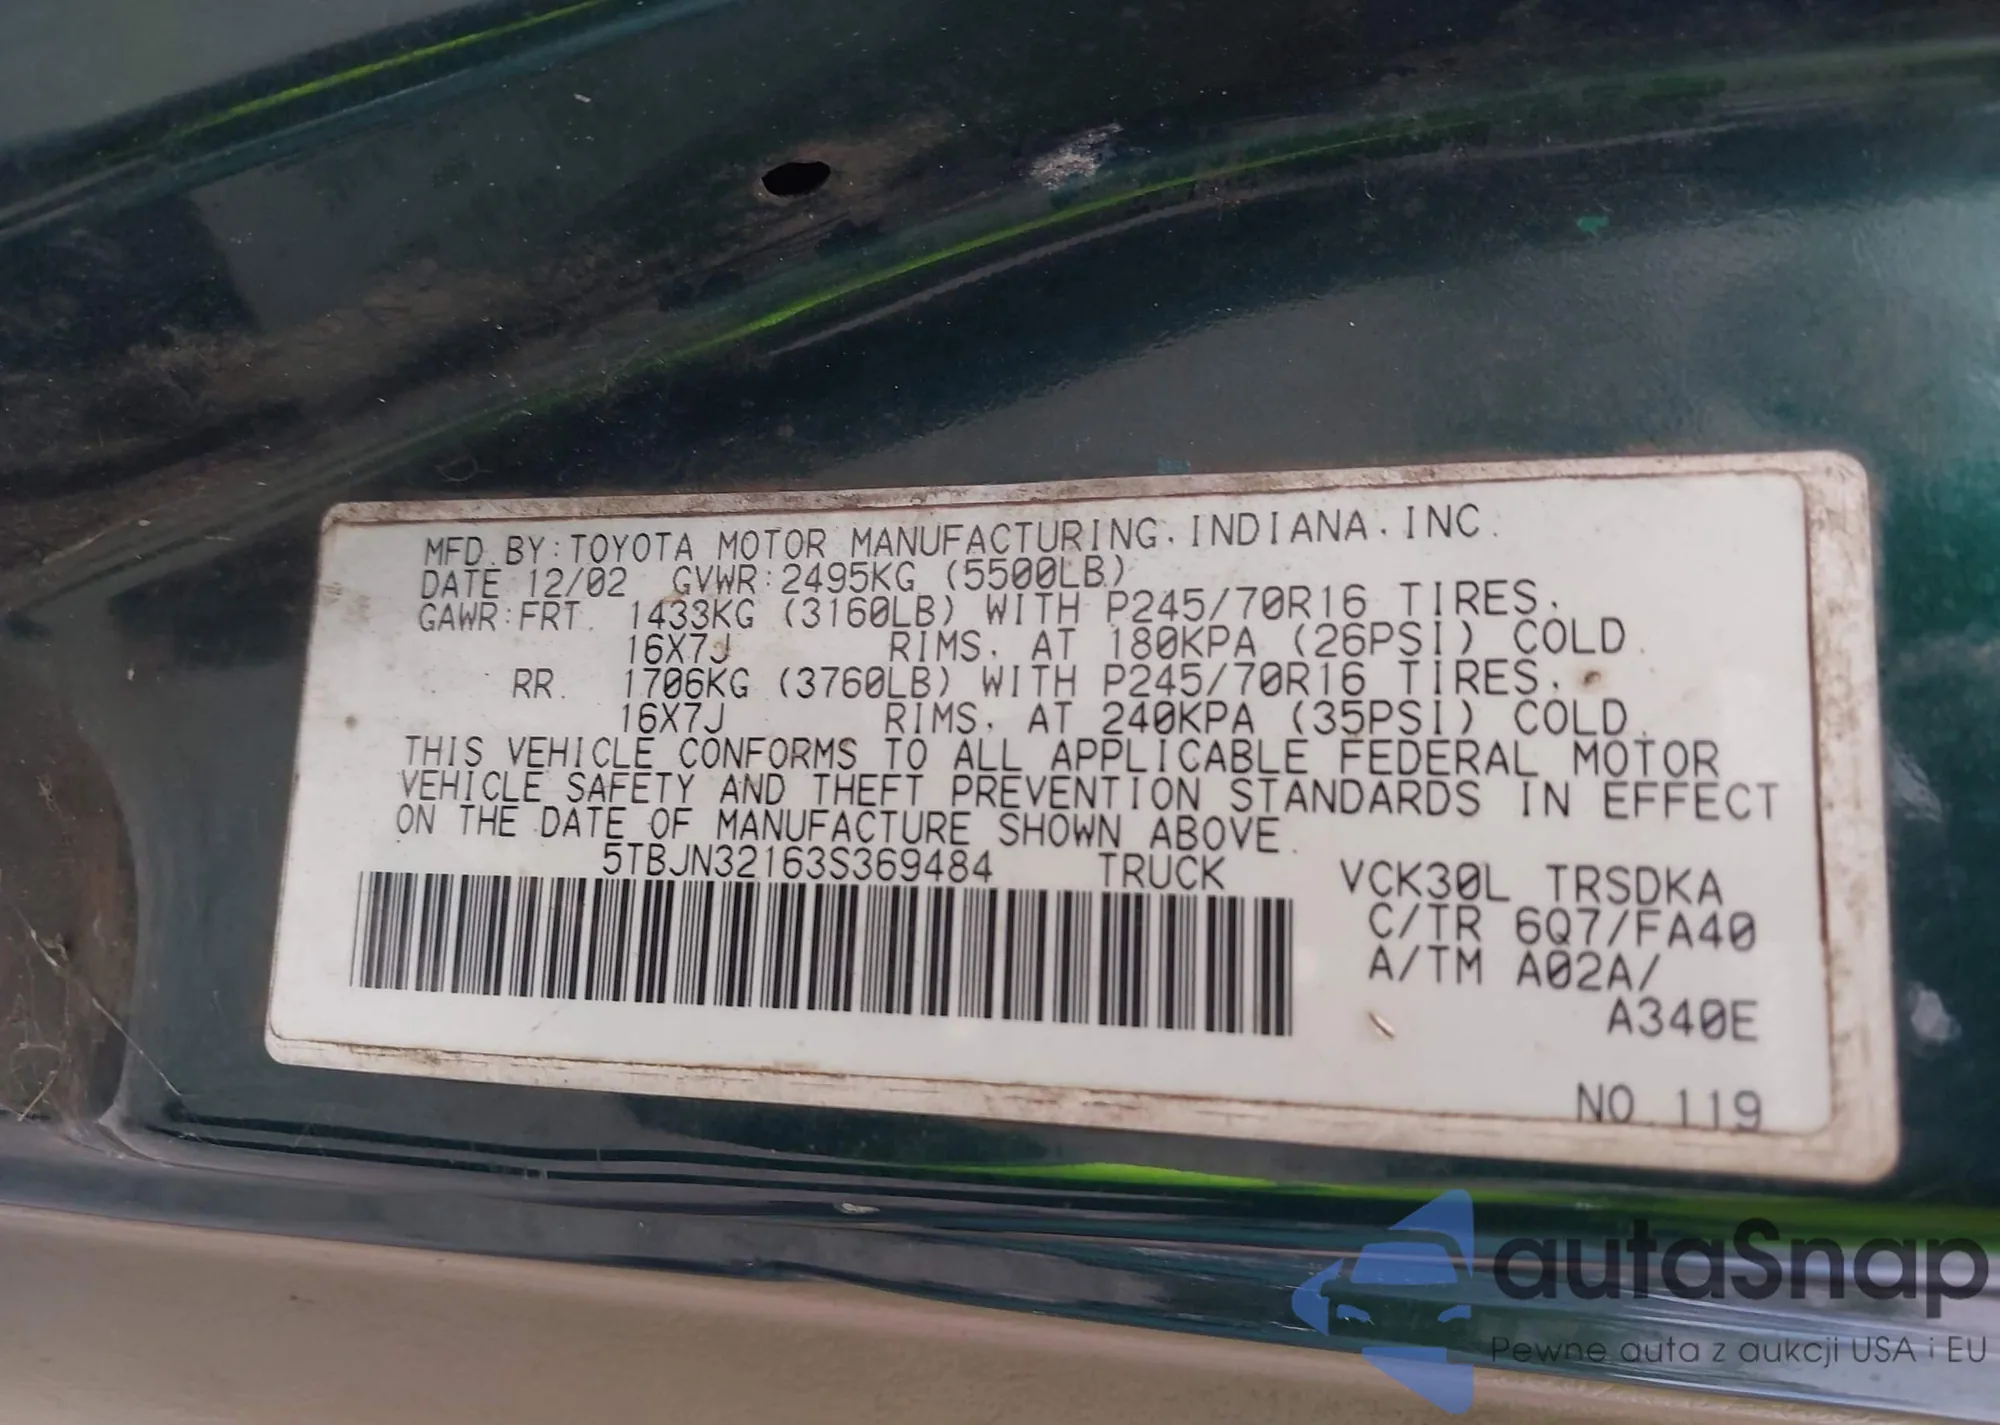 MFD. BY: TOYOTA MOTOR MANUFACTURING, INDIANA, INC.
DATE 12/02 GVWR: 2495KG (5500LB)
GAWR: FRT. 1433KG (3160LB) WITH P245/70R16 TIRES,
16X7J RIMS, AT 180KPA (26PSI) COLD.
RR. 1706KG (3760LB) WITH P245/70R16 TIRES,
16X7J RIMS, AT 240KPA (35PSI) COLD.
THIS VEHICLE CONFORMS TO ALL APPLICABLE FEDERAL MOTOR
VEHICLE SAFETY AND THEFT PREVENTION STANDARDS IN EFFECT
ON THE DATE OF MANUFACTURE SHOWN ABOVE.
5TBJN32163S369484 TRUCK VCK30L TRSDKA
C/TR 6Q7/FA40
A/TM A02A/
A340E
NO. 119
autaSnap
Pewne auta z aukcji USA i EU